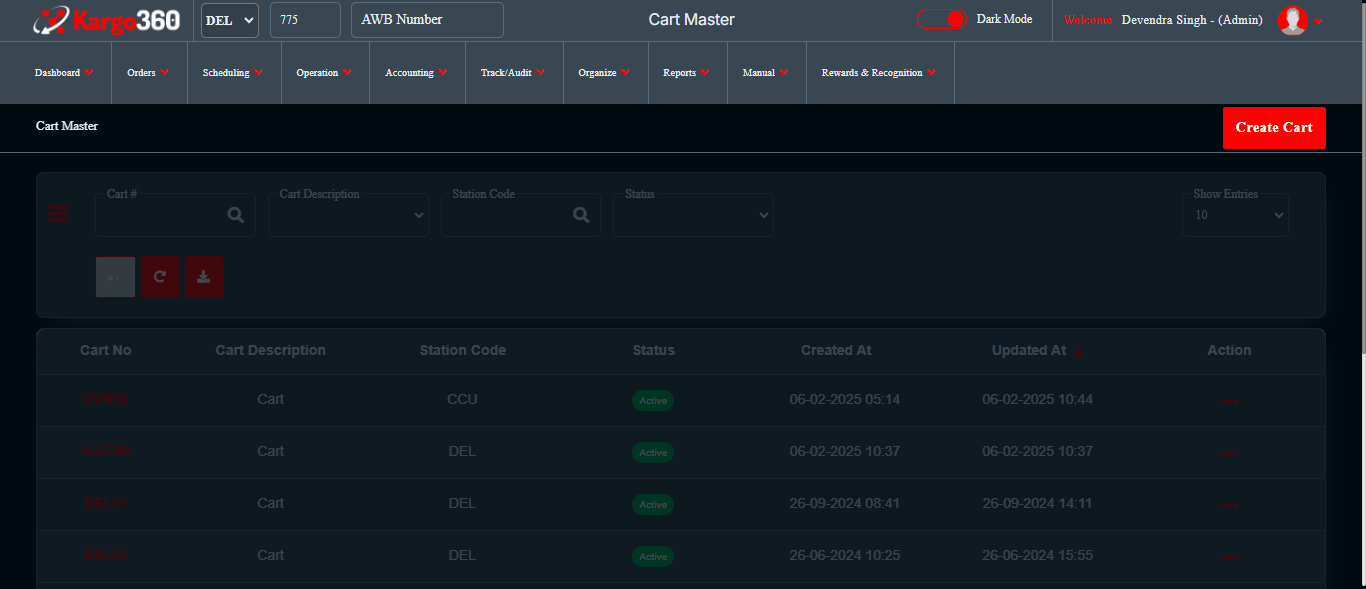 Kargo360 DEL 775 AWB Number Cart Master Dark Mode Welcome Devendra Singh - (Admin)
Dashboard Orders Scheduling Operation Accounting Track/Audit Organize Reports Manual Rewards & Recognition
Cart Master Create Cart
Cart # Cart Description Station Code Status Show Entries
10
Cart No Cart Description Station Code Status Created At Updated At Action
Cart CCU Active 06-02-2025 05:14 06-02-2025 10:44
Cart DEL Active 06-02-2025 10:37 06-02-2025 10:37
DEL01 Cart DEL Active 26-09-2024 08:41 26-09-2024 14:11
Cart DEL Active 26-06-2024 10:25 26-06-2024 15:55